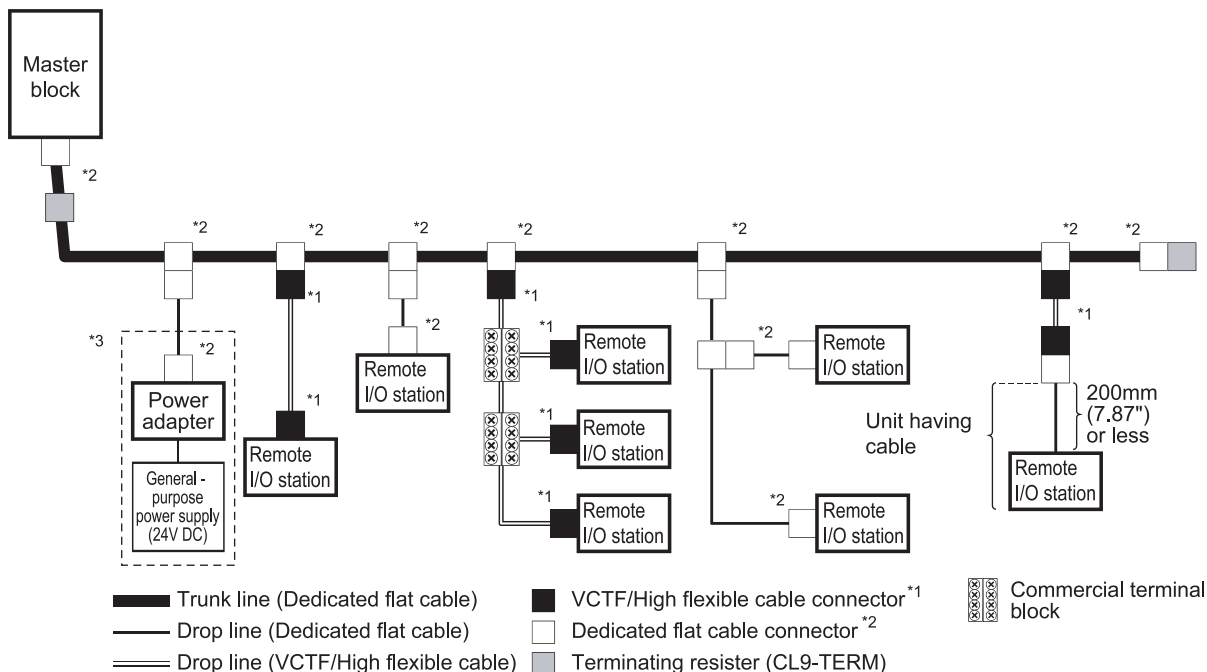 Master
block
*2
*2
*2
*2
*2
*2
*2
*2
*1
*1
*1
*3
*2
*2
*1
*2
Power
adapter
General -
purpose
power supply
(24V DC)
*1
Remote
I/O station
Remote
I/O station
Remote
I/O station
*1
Remote
I/O station
*1
Remote
I/O station
Remote
I/O station
*2
Remote
I/O station
Unit having
cable
200mm
(7.87")
or less
Remote
I/O station
Trunk line (Dedicated flat cable)
Drop line (Dedicated flat cable)
Drop line (VCTF/High flexible cable)
VCTF/High flexible cable connector*1
Dedicated flat cable connector*2
Terminating resister (CL9-TERM)
Commercial terminal
block